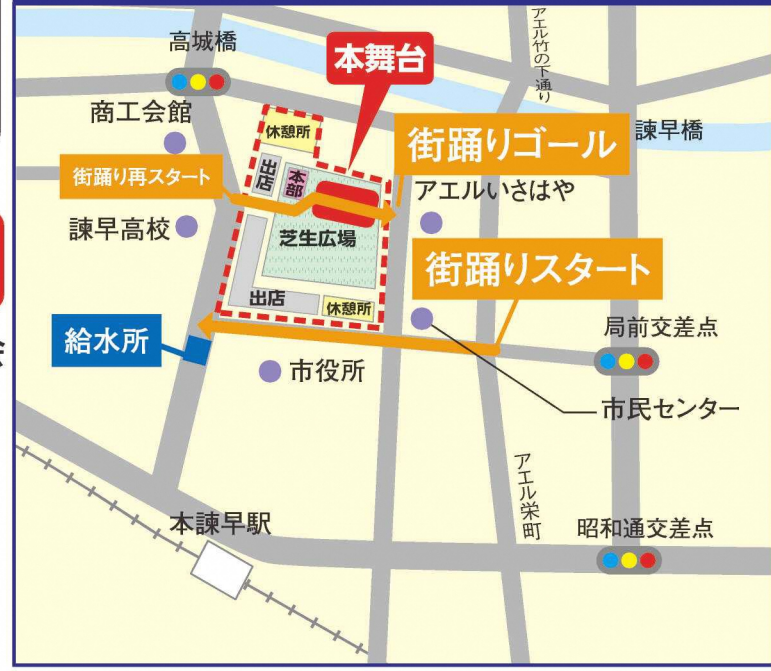 アエル竹の下通り
高城橋
本舞台
商工会館
休憩所
諫早橋
街踊りゴール
出店
本部
街踊り再スタート
アエルいさはや
諫早高校
芝生広場
街踊りスタート
出店
休憩所
給水所
局前交差点
市役所
市民センター
アエル栄町
本諫早駅
昭和通交差点